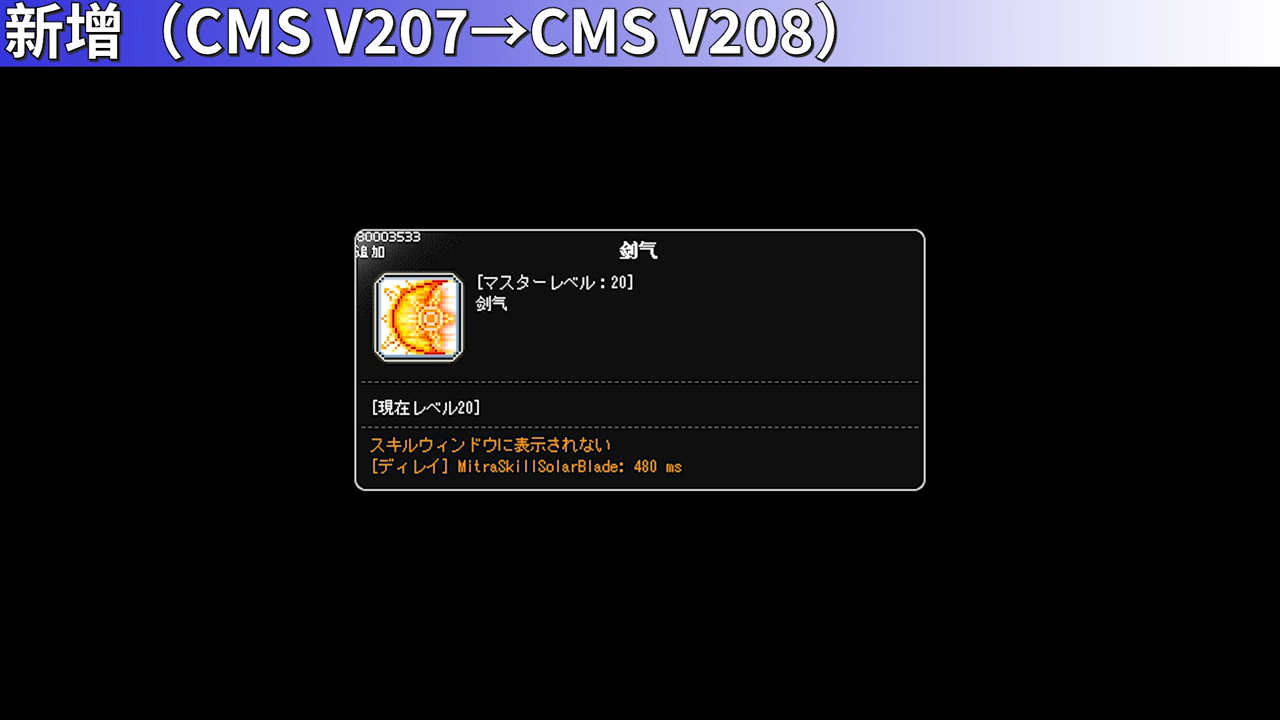 新增（CMS V207→CMS V208）
80003533
追加
剑气
[マスターレベル：20]
剑气
[現在レベル20]
スキルウィンドウに表示されない
[ディレイ] MitraSkillSolarBlade: 480 ms